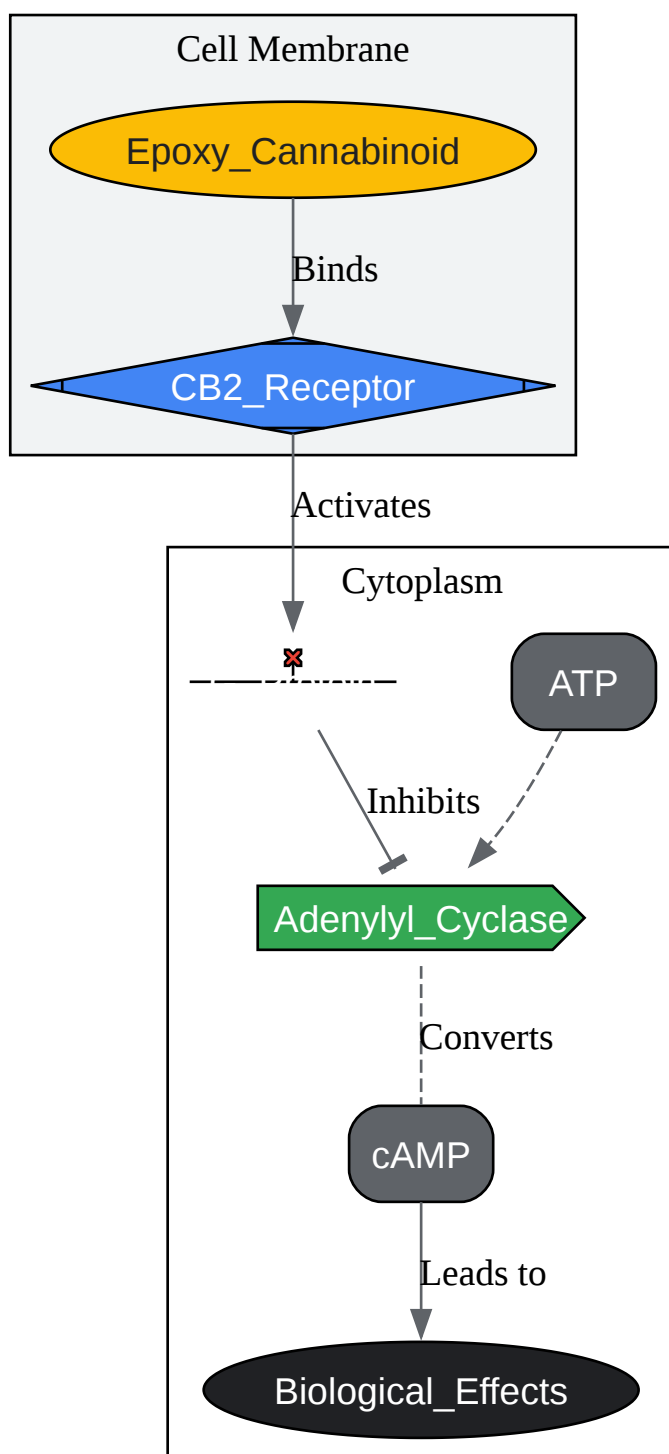 Cell Membrane
Epoxy_Cannabinoid
Binds
CB2_Receptor
Activates
Cytoplasm
ATP
Inhibits
Adenylyl_Cyclase
Converts
cAMP
Leads to
Biological_Effects